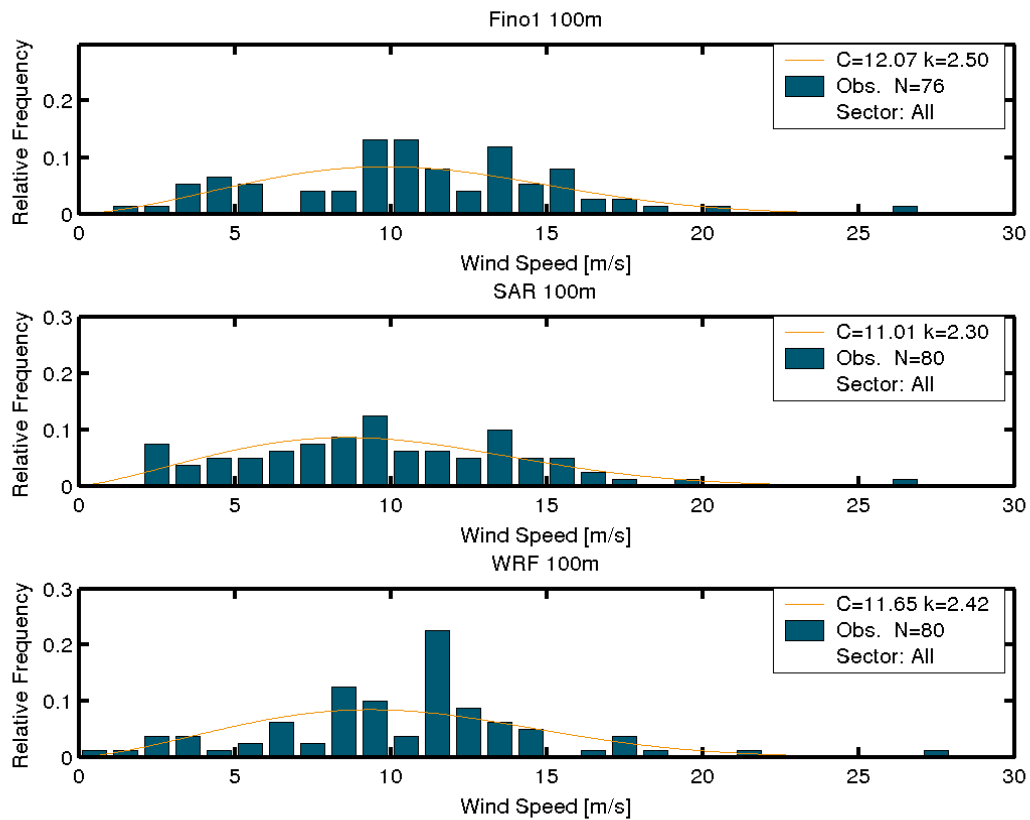 Fino1 100m
Relative Frequency
0.2
0.1
0
C=12.07 k=2.50
Obs. N=76
Sector: All
0 5 10 15 20 25 30
Wind Speed [m/s]
SAR 100m
Relative Frequency
0.3
0.2
0.1
0
C=11.01 k=2.30
Obs. N=80
Sector: All
0 5 10 15 20 25 30
Wind Speed [m/s]
WRF 100m
Relative Frequency
0.3
0.2
0.1
0
C=11.65 k=2.42
Obs. N=80
Sector: All
0 5 10 15 20 25 30
Wind Speed [m/s]